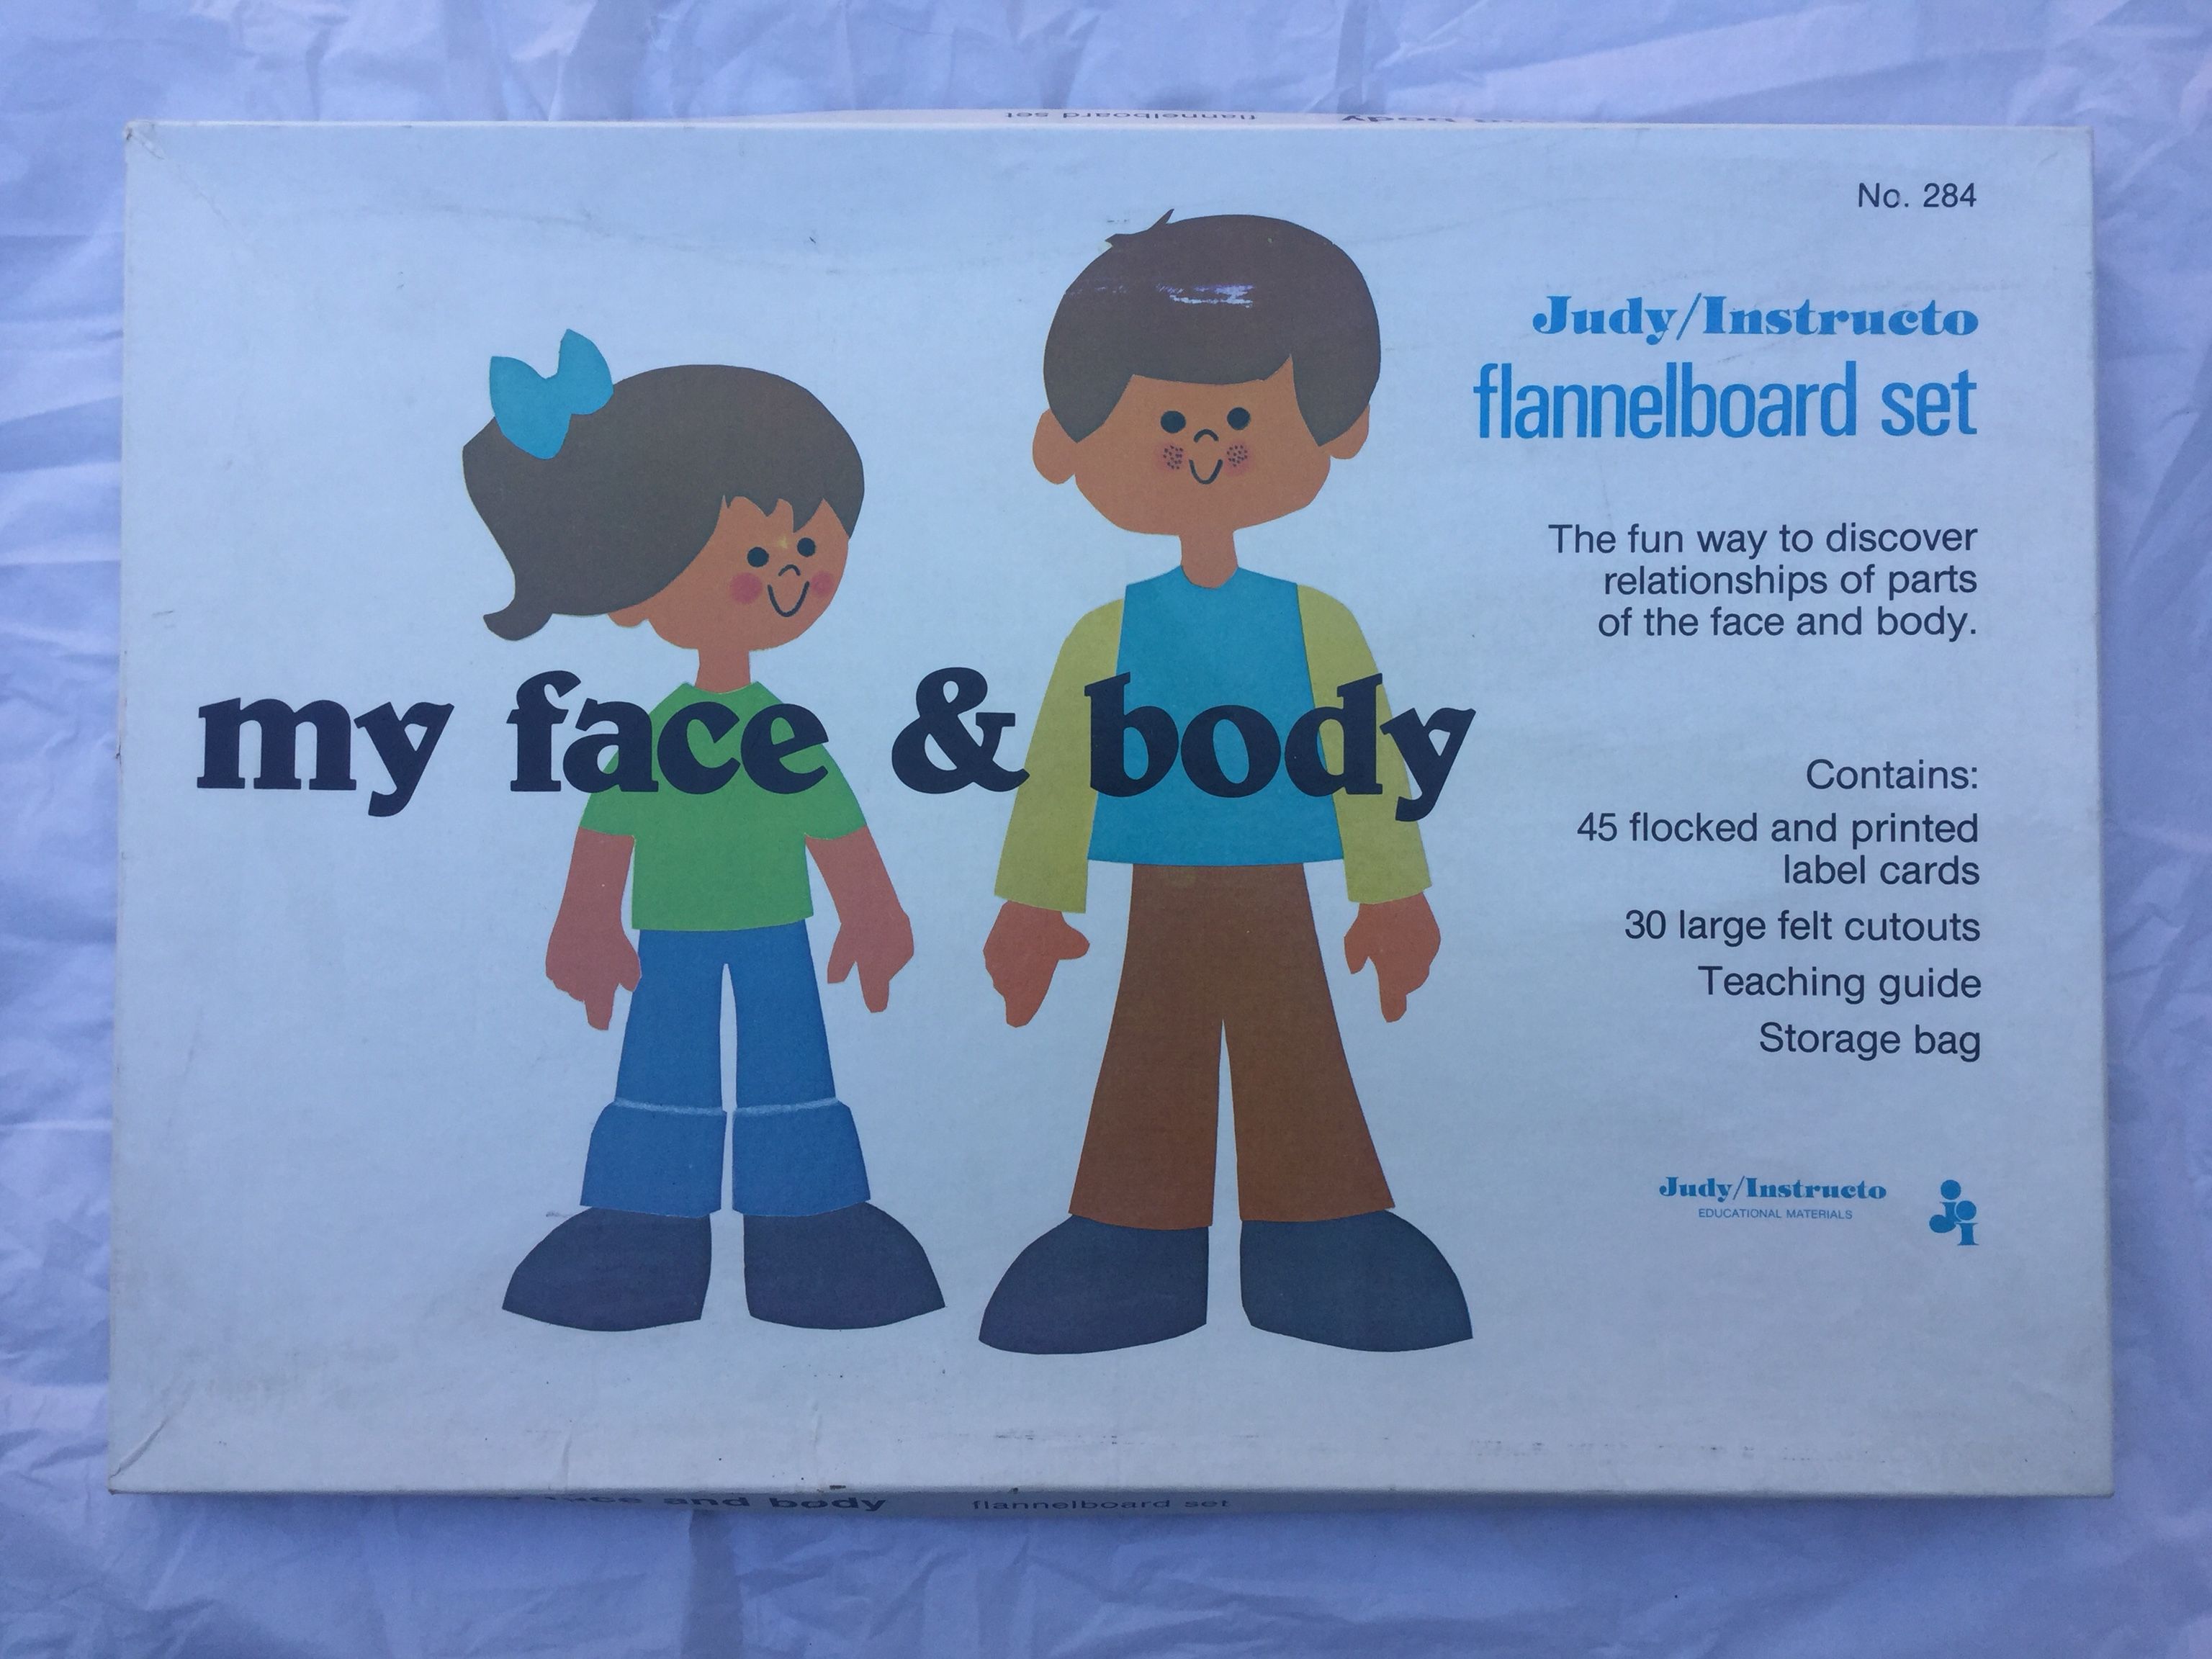 flannelboard set
body
No. 284
Judy/Instructo
flannelboard set
The fun way to discover
relationships of parts
of the face and body.
my face & body
Contains:
45 flocked and printed
label cards
30 large felt cutouts
Teaching guide
Storage bag
Judy/Instructo
EDUCATIONAL MATERIALS
ji
face and body flannelboard set